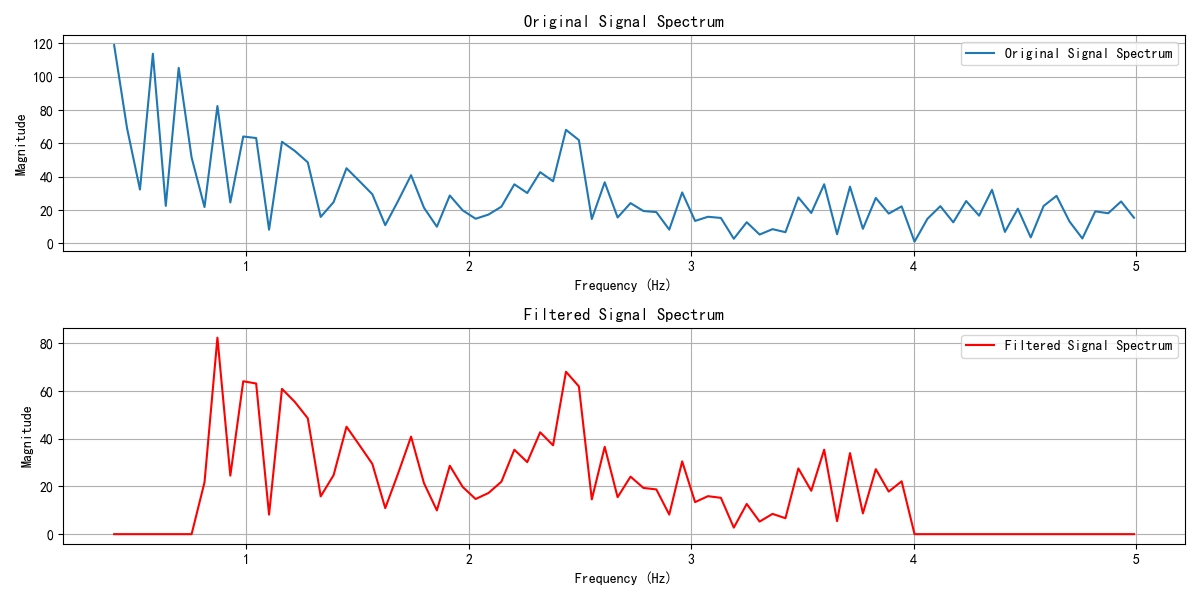 Original Signal Spectrum
120
100
80
60
40
20
0
Magnitude
Original Signal Spectrum
1
2
3
4
5
Frequency (Hz)
Filtered Signal Spectrum
80
60
40
20
0
Magnitude
Filtered Signal Spectrum
1
2
3
4
5
Frequency (Hz)